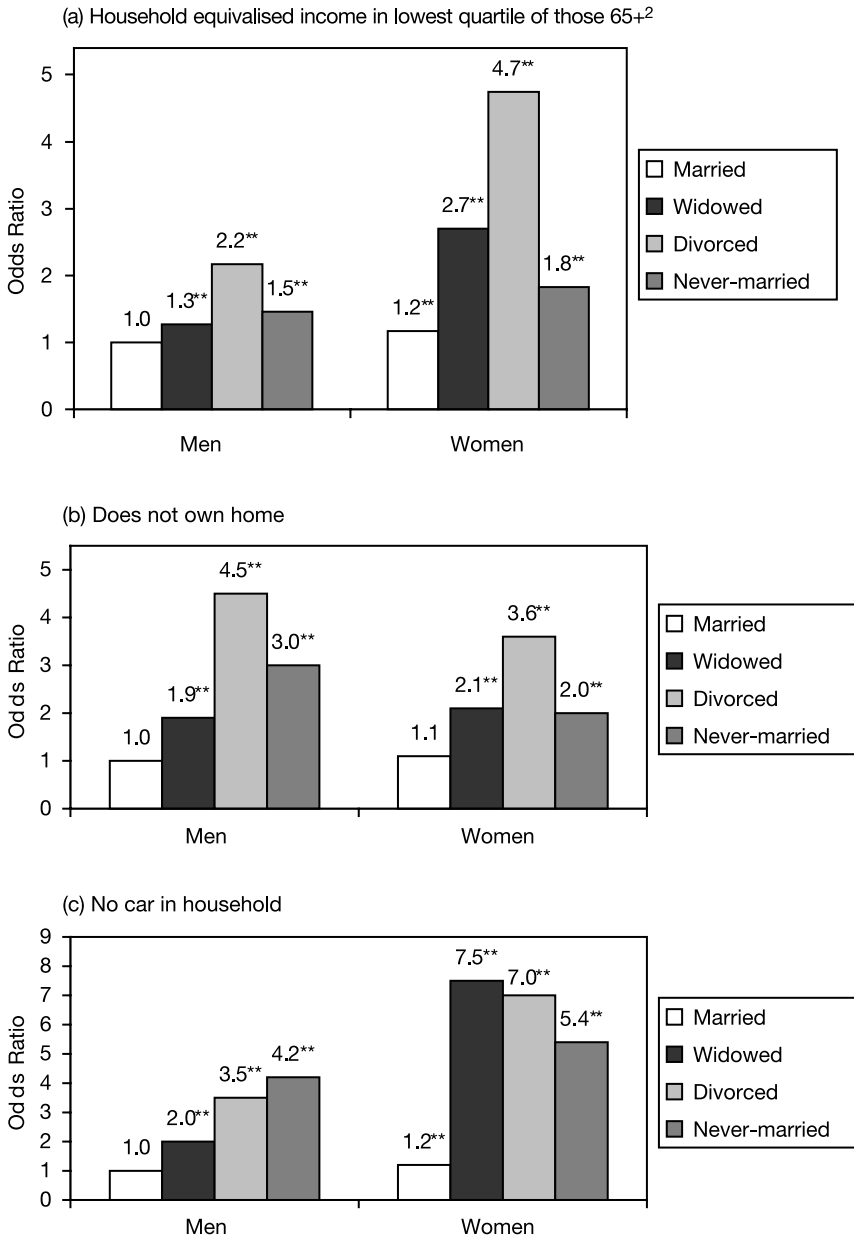 (a) Household equivalised income in lowest quartile of those 65+²
Odds Ratio
5
4
3
2
1
0
1.0
1.3**
2.2**
1.5**
1.2**
2.7**
4.7**
1.8**
Men
Women
Married
Widowed
Divorced
Never-married
(b) Does not own home
Odds Ratio
5
4
3
2
1
0
1.0
1.9**
4.5**
3.0**
1.1
2.1**
3.6**
2.0**
Men
Women
Married
Widowed
Divorced
Never-married
(c) No car in household
Odds Ratio
9
8
7
6
5
4
3
2
1
0
1.0
2.0**
3.5**
4.2**
1.2**
7.5**
7.0**
5.4**
Men
Women
Married
Widowed
Divorced
Never-married